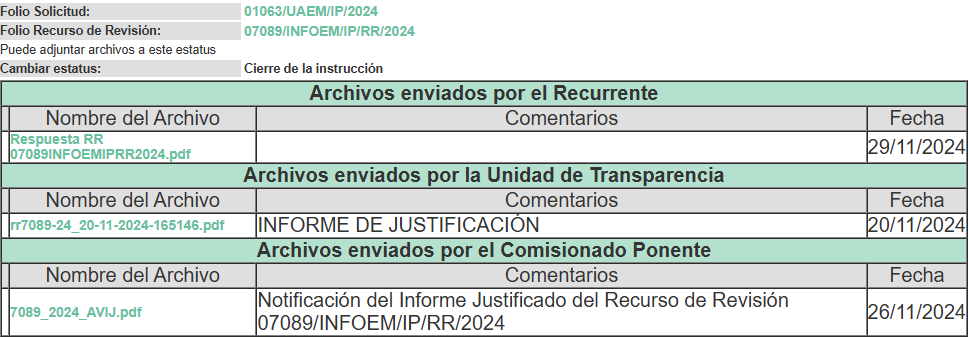 Folio Solicitud: 01063/UAEM/IP/2024
Folio Recurso de Revisión: 07089/INFOEM/IP/RR/2024
Puede adjuntar archivos a este estatus
Cambiar estatus: Cierre de la instrucción
Archivos enviados por el Recurrente
Nombre del Archivo Comentarios Fecha
Respuesta RR
07089INFOEMIPRR2024.pdf 29/11/2024
Archivos enviados por la Unidad de Transparencia
Nombre del Archivo Comentarios Fecha
rr7089-24_20-11-2024-165146.pdf INFORME DE JUSTIFICACIÓN 20/11/2024
Archivos enviados por el Comisionado Ponente
Nombre del Archivo Comentarios Fecha
7089_2024_AVIJ.pdf Notificación del Informe Justificado del Recurso de Revisión 26/11/2024
07089/INFOEM/IP/RR/2024